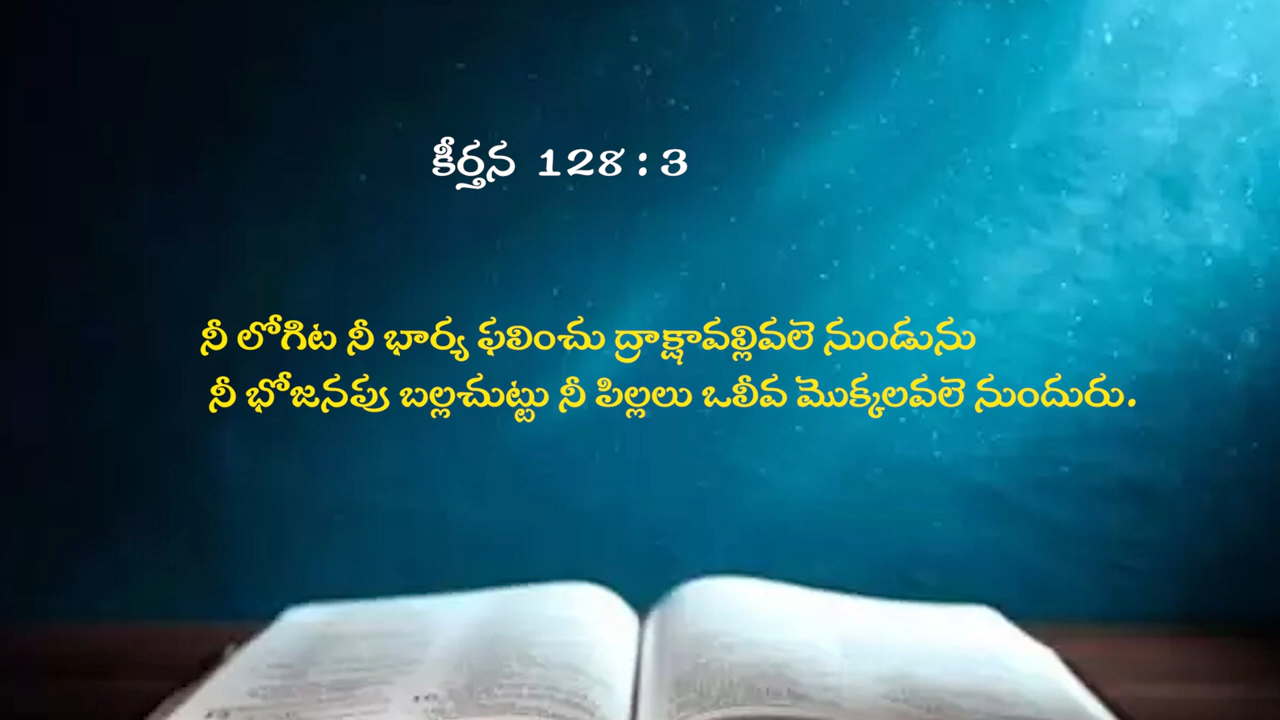 కీర్తన 128 : 3
నీ లోగిట నీ భార్య ఫలించు ద్రాక్షావల్లివలె నుండును
నీ భోజనపు బల్లచుట్టు నీ పిల్లలు ఒలీవ మొక్కలవలె నుందురు.